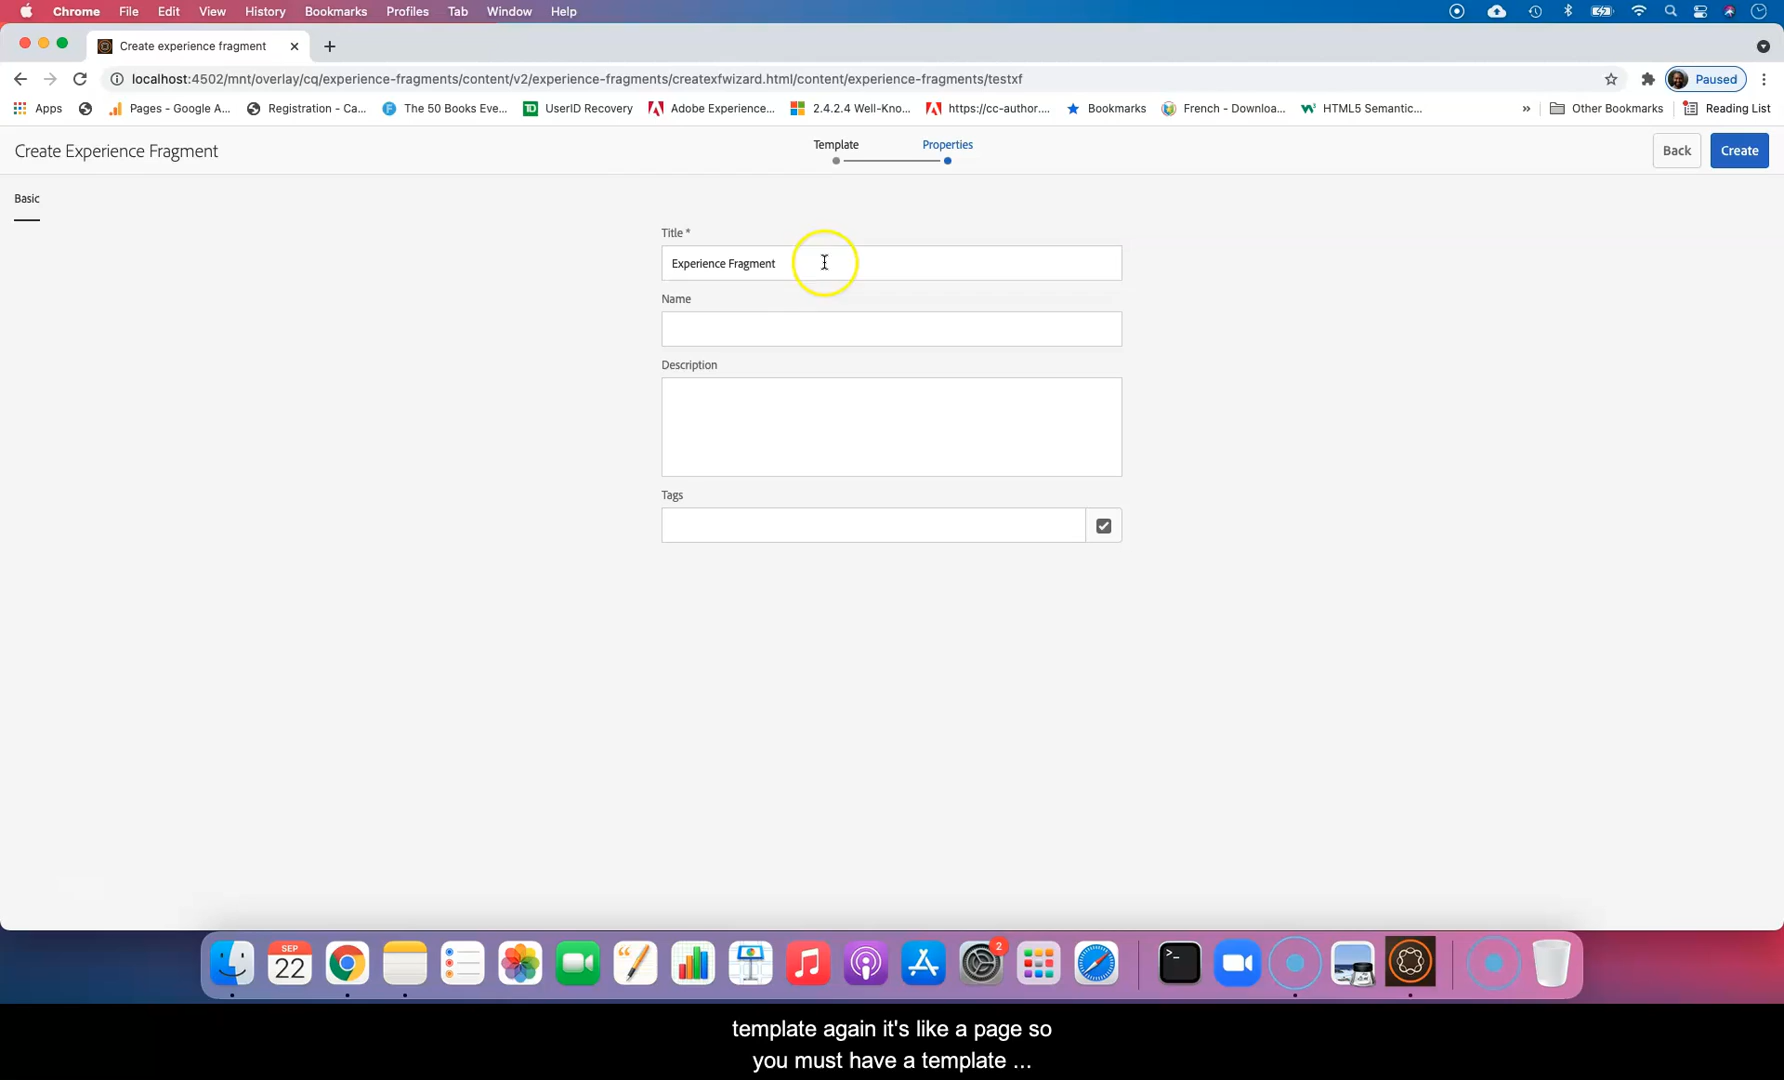 Chrome File Edit View History Bookmarks Profiles Tab Window Help
Create experience fragment
localhost:4502/mnt/overlay/cq/experience-fragments/content/v2/experience-fragments/createxfwizard.html/content/experience-fragments/testxf
Paused
Apps Pages - Google A... Registration - Ca... The 50 Books Eve... UserID Recovery Adobe Experience... 2.4.2.4 Well-Kno... https://cc-author.... Bookmarks French - Downloa... HTML5 Semantic... » Other Bookmarks Reading List
Create Experience Fragment
Template Properties
Back Create
Basic
Title *
Experience Fragment
Name
Description
Tags
SEP
22
2
template again it's like a page so
you must have a template ...